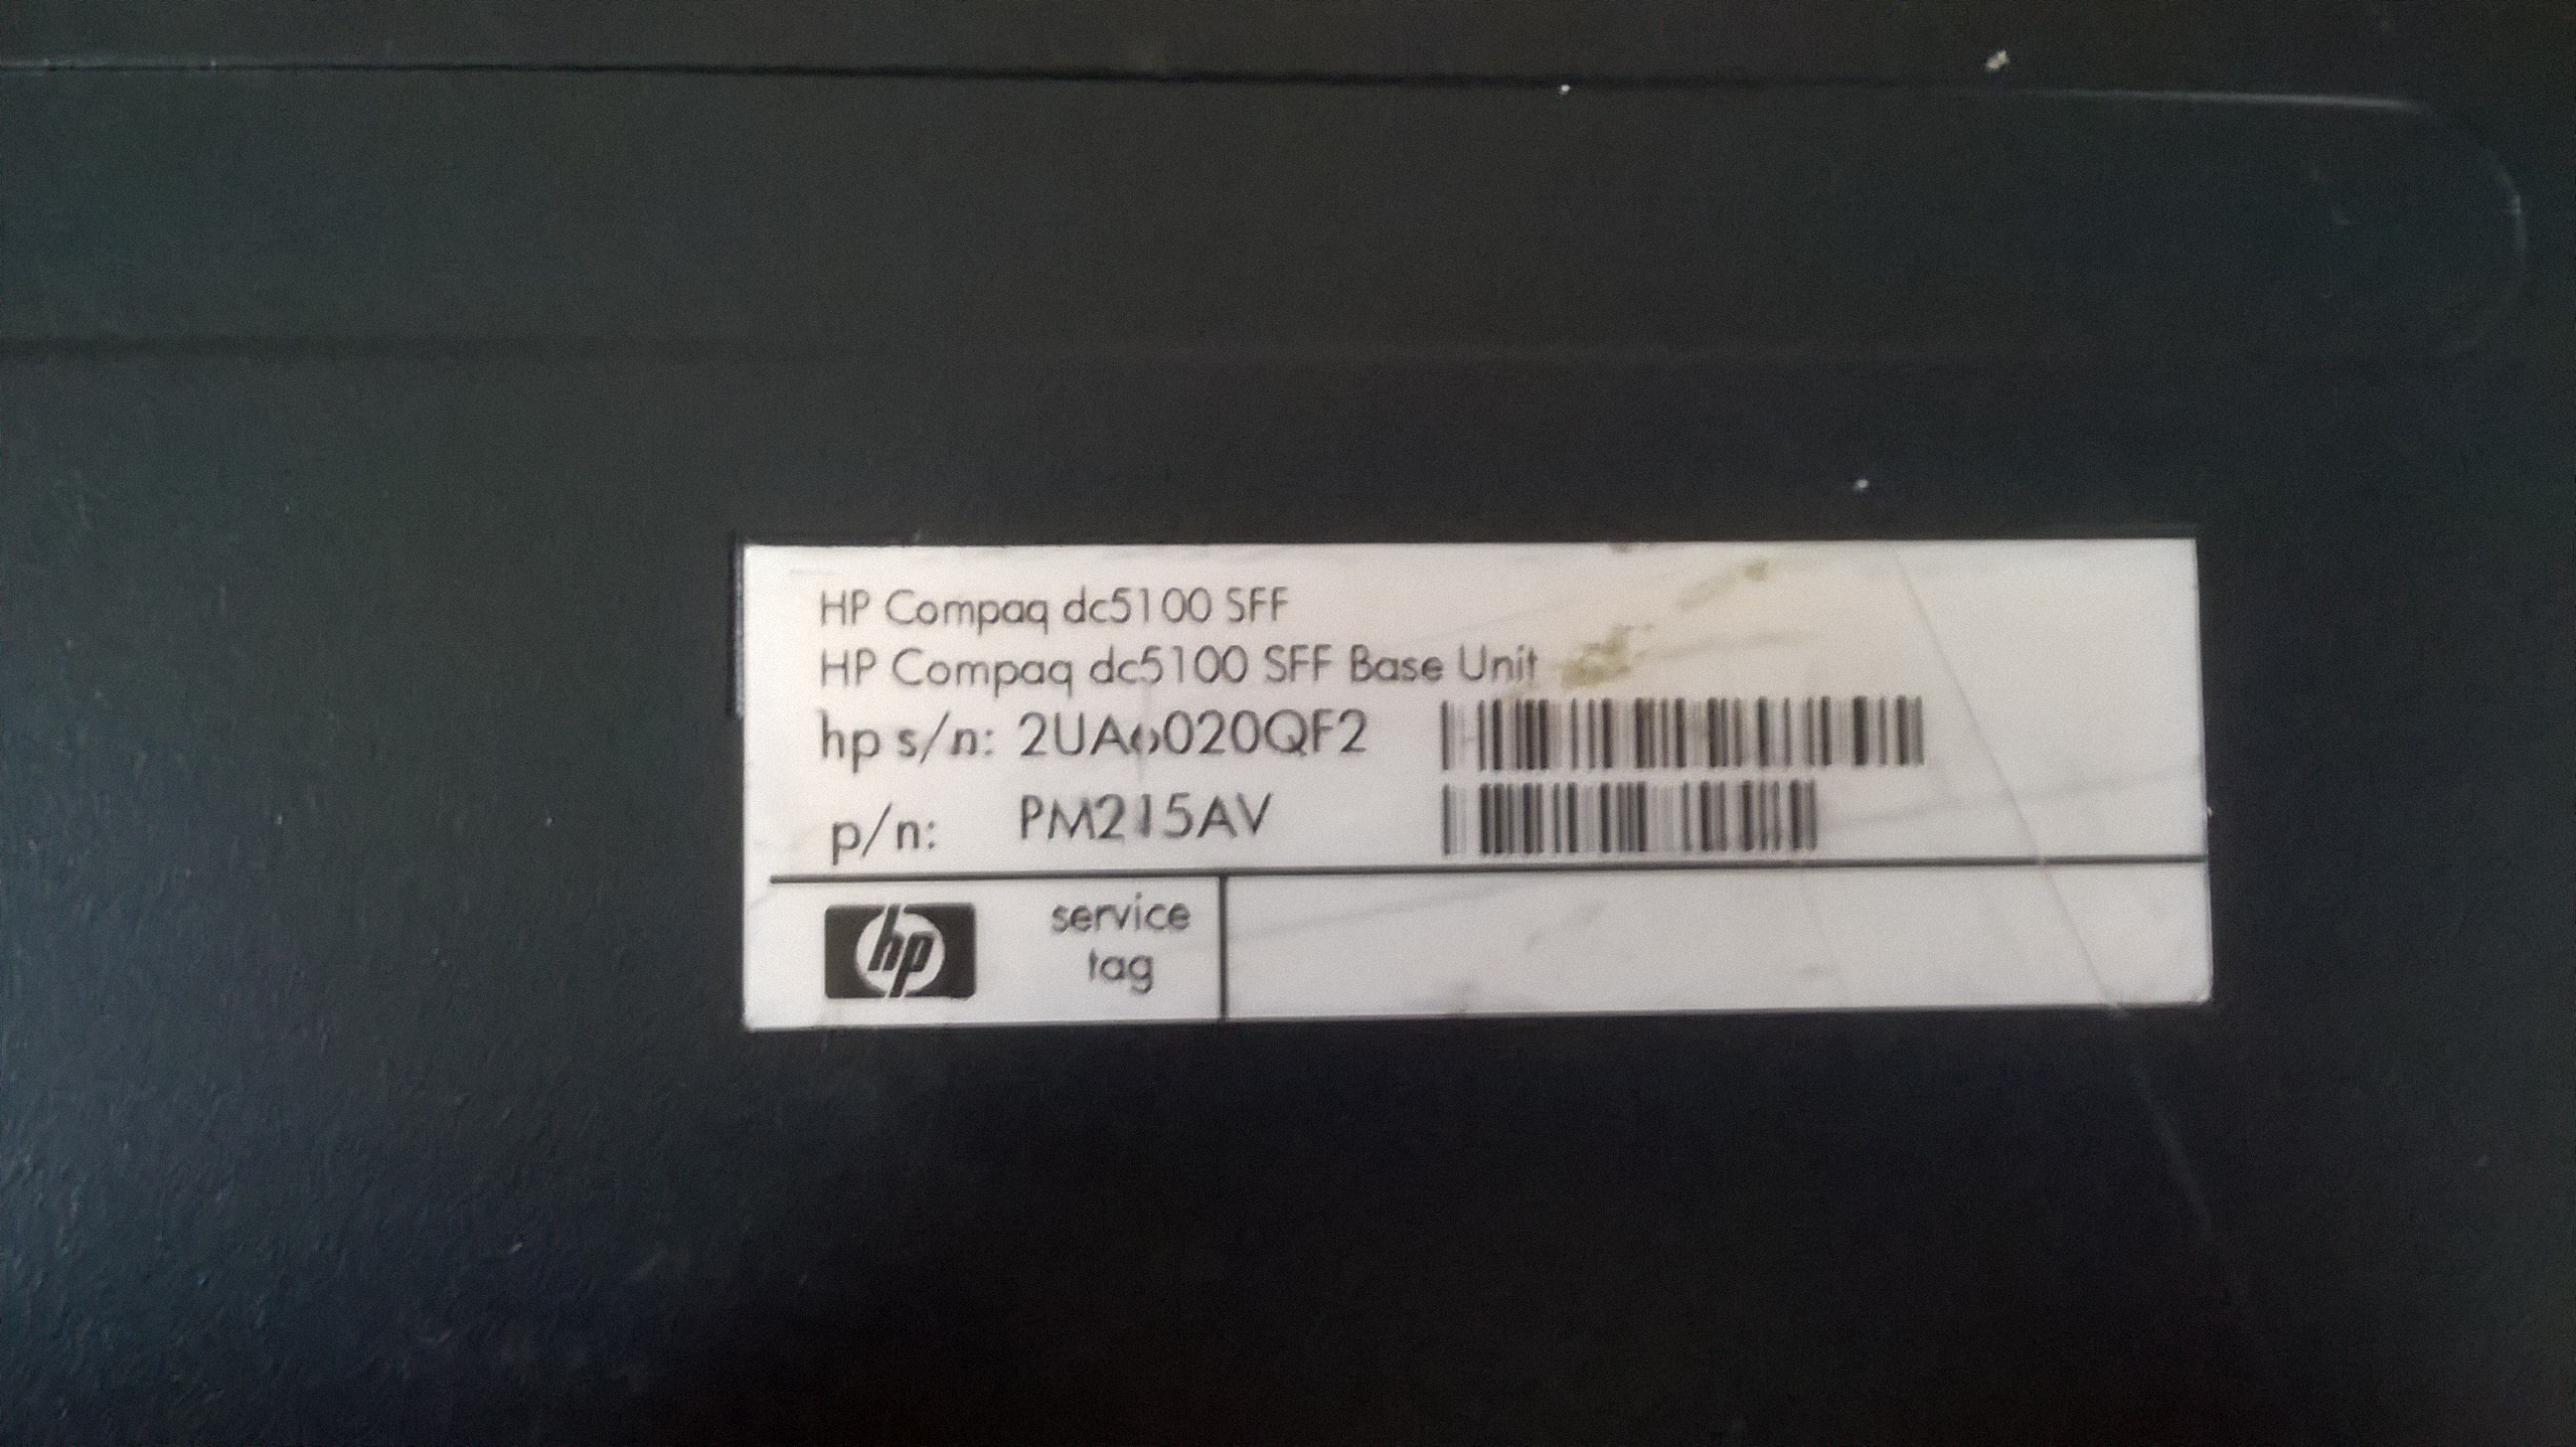 HP Compaq dc5100 SFF
HP Compaq dc5100 SFF Base Unit
hp s/n: 2UA6020QF2
p/n: PM215AV
hp
service
tag